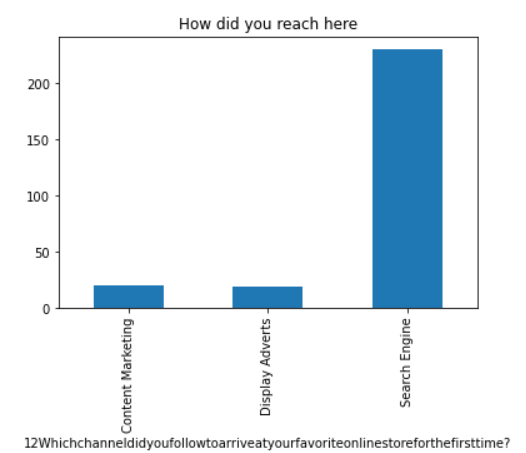 How did you reach here
200
150
100
50
0
Content Marketing
Display Adverts
Search Engine
12Whichchanneldidyoufollowtoarriveatyourfavoriteonlinestoreforthefirsttime?